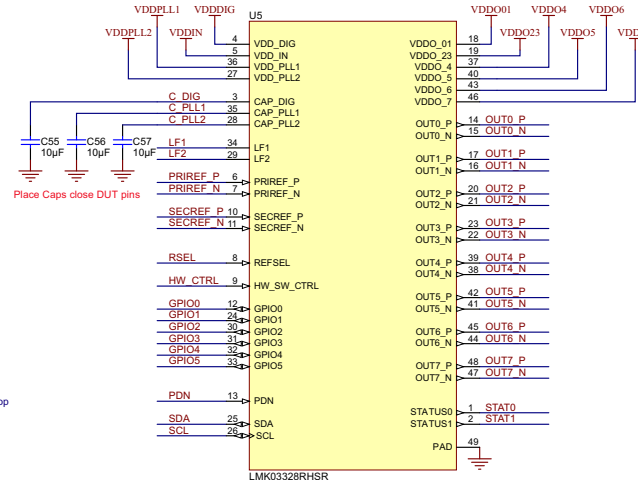 VDDPLL1
VDDDIG
U5
VDDO01
VDDO4
VDDO6
VDDPLL2
VDDIN
VDDO23
VDDO5
VDD
4 VDD_DIG
5 VDD_IN
36 VDD_PLL1
27 VDD_PLL2
VDDO_01 18
VDDO_23 19
VDDO_4 37
VDDO_5 40
VDDO_6 43
VDDO_7 46
C_DIG 3 CAP_DIG
C_PLL1 35 CAP_PLL1
C_PLL2 28 CAP_PLL2
C55
10µF
C56
10µF
C57
10µF
Place Caps close DUT pins
LF1 34 LF1
LF2 29 LF2
PRIREF_P 6 PRIREF_P
PRIREF_N 7 PRIREF_N
SECREF_P 10 SECREF_P
SECREF_N 11 SECREF_N
RSEL 8 REFSEL
HW_CTRL 9 HW_SW_CTRL
GPIO0 12 GPIO0
GPIO1 24 GPIO1
GPIO2 30 GPIO2
GPIO3 31 GPIO3
GPIO4 32 GPIO4
GPIO5 33 GPIO5
PDN 13 PDN
SDA 25 SDA
SCL 26 SCL
OUT0_P 14 OUT0_P
OUT0_N 15 OUT0_N
OUT1_P 17 OUT1_P
OUT1_N 16 OUT1_N
OUT2_P 20 OUT2_P
OUT2_N 21 OUT2_N
OUT3_P 23 OUT3_P
OUT3_N 22 OUT3_N
OUT4_P 39 OUT4_P
OUT4_N 38 OUT4_N
OUT5_P 42 OUT5_P
OUT5_N 41 OUT5_N
OUT6_P 45 OUT6_P
OUT6_N 44 OUT6_N
OUT7_P 48 OUT7_P
OUT7_N 47 OUT7_N
STATUS0 1 STAT0
STATUS1 2 STAT1
PAD 49
op
LMK03328RHSR